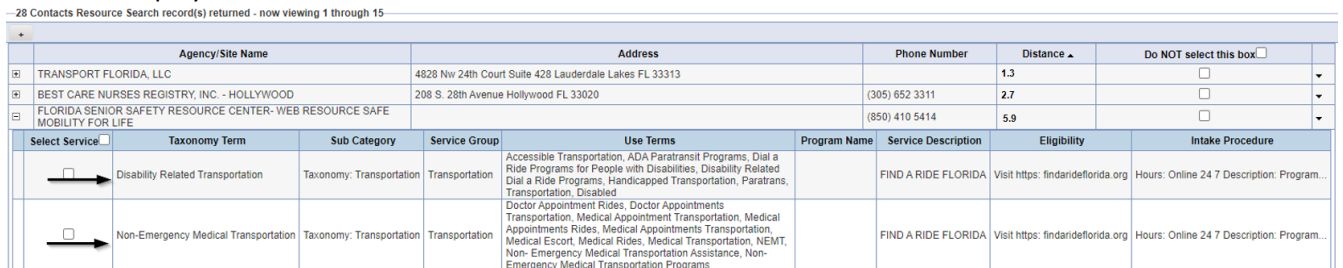 28 Contacts Resource Search record(s) returned - now viewing 1 through 15
+
Agency/Site Name Address Phone Number Distance Do NOT select this box
TRANSPORT FLORIDA, LLC 4828 Nw 24th Court Suite 428 Lauderdale Lakes FL 33313 1.3
BEST CARE NURSES REGISTRY, INC. - HOLLYWOOD 208 S. 28th Avenue Hollywood FL 33020 (305) 652 3311 2.7
FLORIDA SENIOR SAFETY RESOURCE CENTER- WEB RESOURCE SAFE
MOBILITY FOR LIFE (850) 410 5414 5.9
Select Service Taxonomy Term Sub Category Service Group Use Terms Program Name Service Description Eligibility Intake Procedure
Disability Related Transportation Taxonomy: Transportation Transportation
Accessible Transportation, ADA Paratransit Programs, Dial a
Ride Programs for People with Disabilities, Disability Related
Dial a Ride Programs, Handicapped Transportation, Paratrans,
Transportation, Disabled
FIND A RIDE FLORIDA Visit https: findarideflorida.org Hours: Online 24 7 Description: Program...
Non-Emergency Medical Transportation Taxonomy: Transportation Transportation
Doctor Appointment Rides, Doctor Appointments
Transportation, Medical Appointment Transportation, Medical
Appointments Rides, Medical Appointments Transportation,
Medical Escort, Medical Rides, Medical Transportation, NEMT,
Non- Emergency Medical Transportation Assistance, Non-
Emergency Medical Transportation Programs
FIND A RIDE FLORIDA Visit https: findarideflorida.org Hours: Online 24 7 Description: Program...